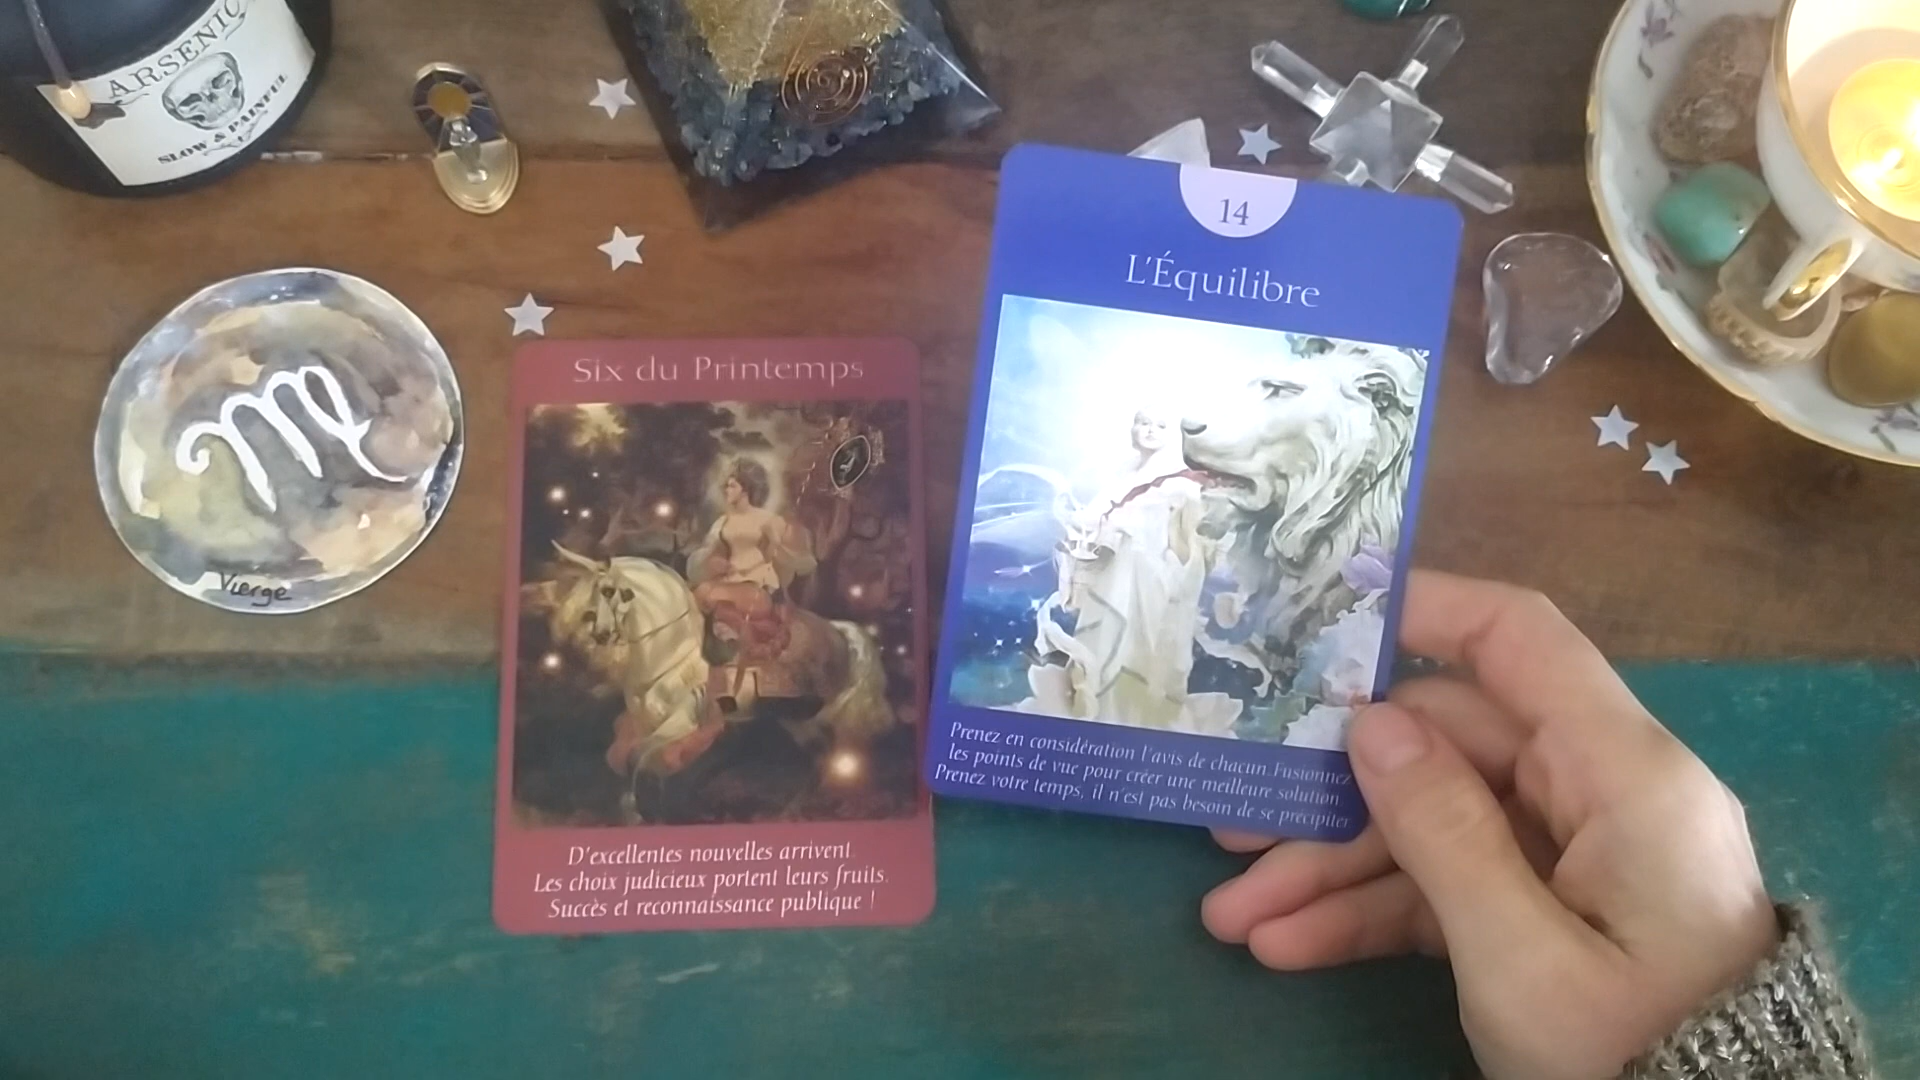 ARSENIC
SLOW & PAINFUL
Vierge
Six du Printemps
D'excellentes nouvelles arrivent.
Les choix judicieux portent leurs fruits.
Succès et reconnaissance publique !
14
L'Équilibre
Prenez en considération l'avis de chacun. Fusionnez
les points de vue pour créer une meilleure solution.
Prenez votre temps, il n'est pas besoin de se précipiter.